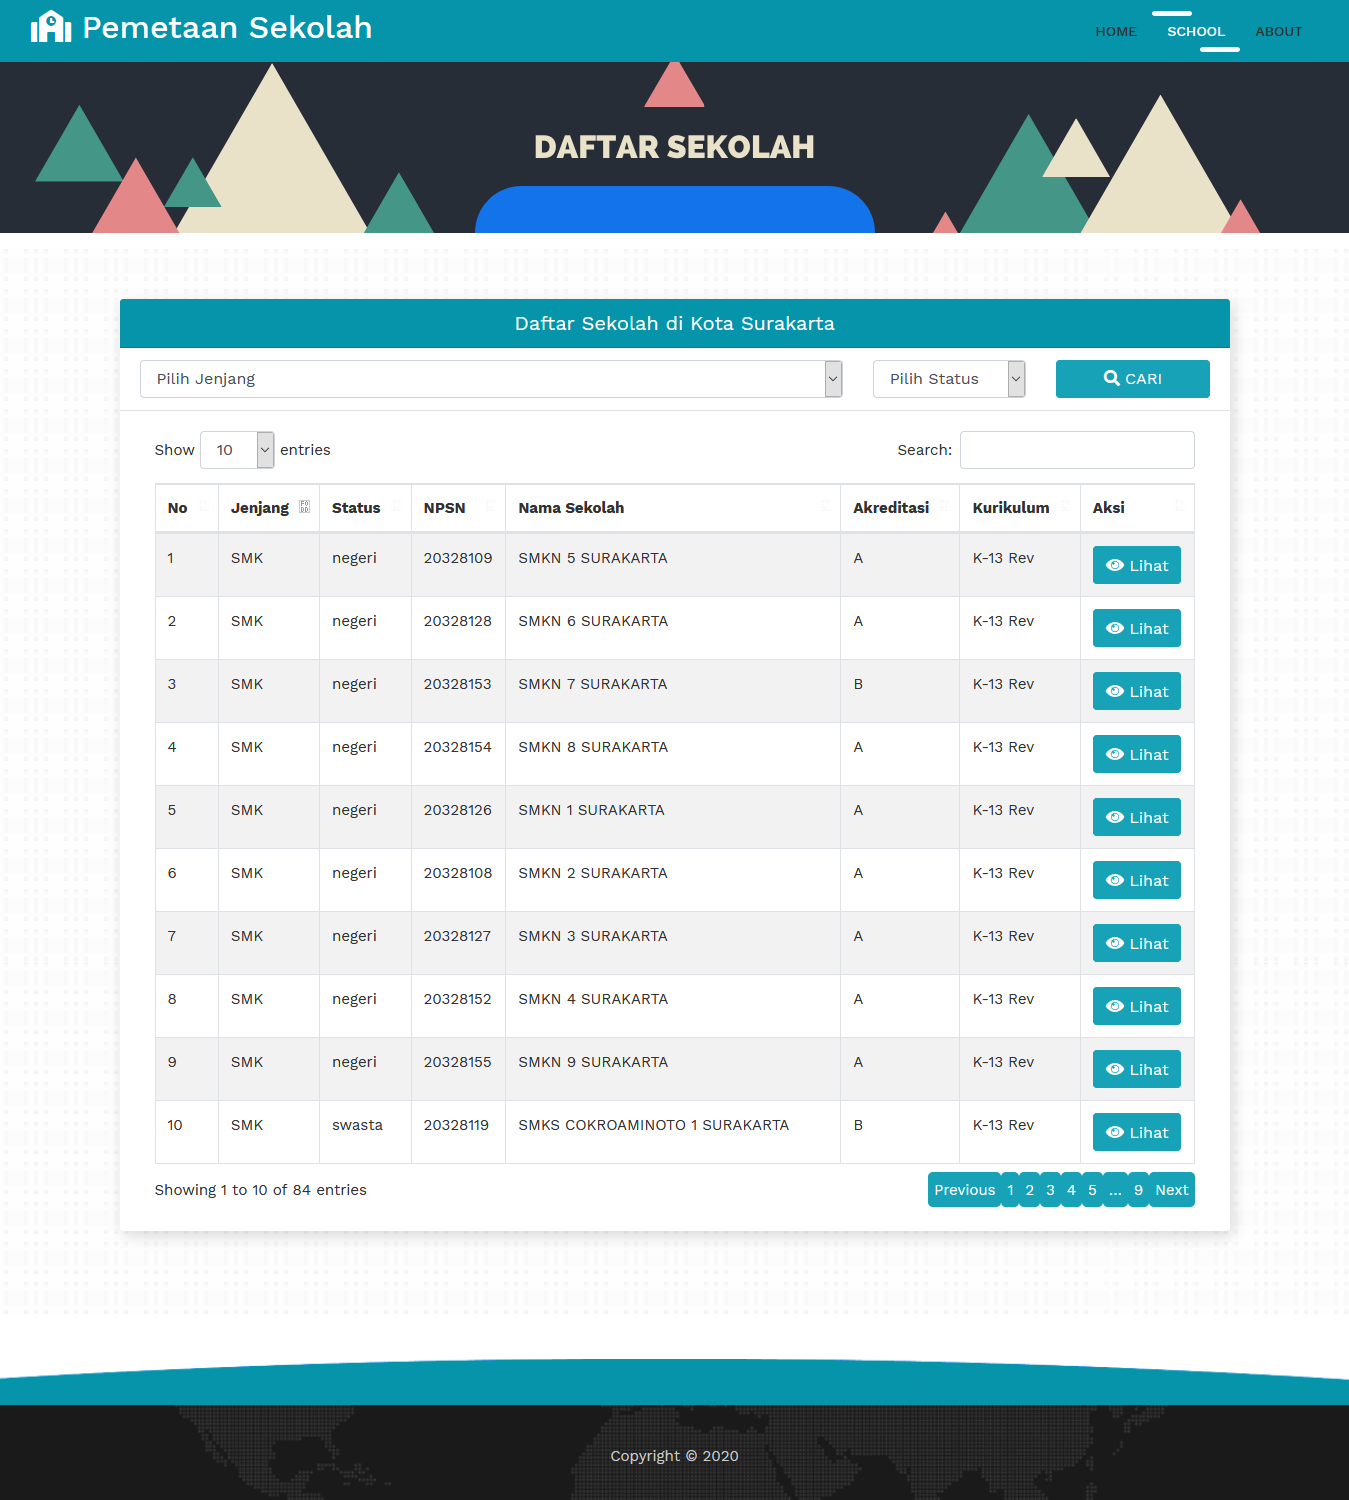 Pemetaan Sekolah
HOME SCHOOL ABOUT
DAFTAR SEKOLAH
Daftar Sekolah di Kota Surakarta
Pilih Jenjang Pilih Status CARI
Show 10 entries Search:
No Jenjang Status NPSN Nama Sekolah Akreditasi Kurikulum Aksi
1 SMK negeri 20328109 SMKN 5 SURAKARTA A K-13 Rev Lihat
2 SMK negeri 20328128 SMKN 6 SURAKARTA A K-13 Rev Lihat
3 SMK negeri 20328153 SMKN 7 SURAKARTA B K-13 Rev Lihat
4 SMK negeri 20328154 SMKN 8 SURAKARTA A K-13 Rev Lihat
5 SMK negeri 20328126 SMKN 1 SURAKARTA A K-13 Rev Lihat
6 SMK negeri 20328108 SMKN 2 SURAKARTA A K-13 Rev Lihat
7 SMK negeri 20328127 SMKN 3 SURAKARTA A K-13 Rev Lihat
8 SMK negeri 20328152 SMKN 4 SURAKARTA A K-13 Rev Lihat
9 SMK negeri 20328155 SMKN 9 SURAKARTA A K-13 Rev Lihat
10 SMK swasta 20328119 SMKS COKROAMINOTO 1 SURAKARTA B K-13 Rev Lihat
Showing 1 to 10 of 84 entries Previous 1 2 3 4 5 … 9 Next
Copyright © 2020